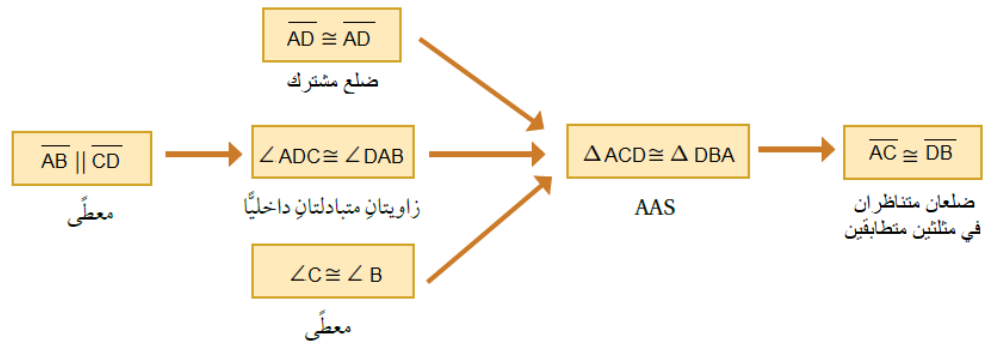 AD ≅ AD
ضلع مشترك
AB || CD
معطًى
∠ADC ≅ ∠DAB
زاويتانِ متبادلتانِ داخليًّا
∠C ≅ ∠B
معطًى
Δ ACD ≅ Δ DBA
AAS
AC ≅ DB
ضلعان متناظران
في مثلثين متطابقين